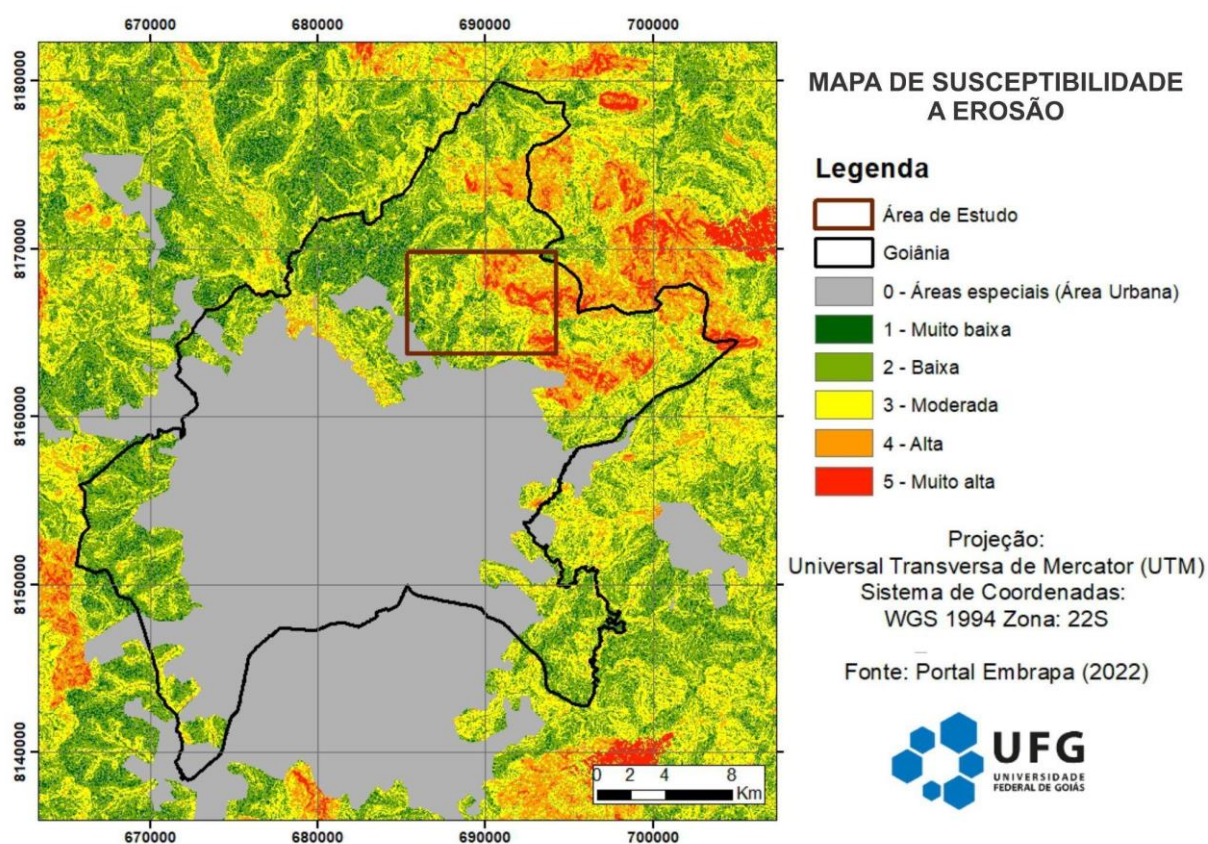 670000
680000
690000
700000
8180000
8170000
8160000
8150000
8140000
670000
680000
690000
700000
0 2 4 8
Km
MAPA DE SUSCEPTIBILIDADE
A EROSÃO
Legenda
Área de Estudo
Goiânia
0 - Áreas especiais (Área Urbana)
1 - Muito baixa
2 - Baixa
3 - Moderada
4 - Alta
5 - Muito alta
Projeção:
Universal Transversa de Mercator (UTM)
Sistema de Coordenadas:
WGS 1994 Zona: 22S
Fonte: Portal Embrapa (2022)
UFG
UNIVERSIDADE
FEDERAL DE GOIÁS